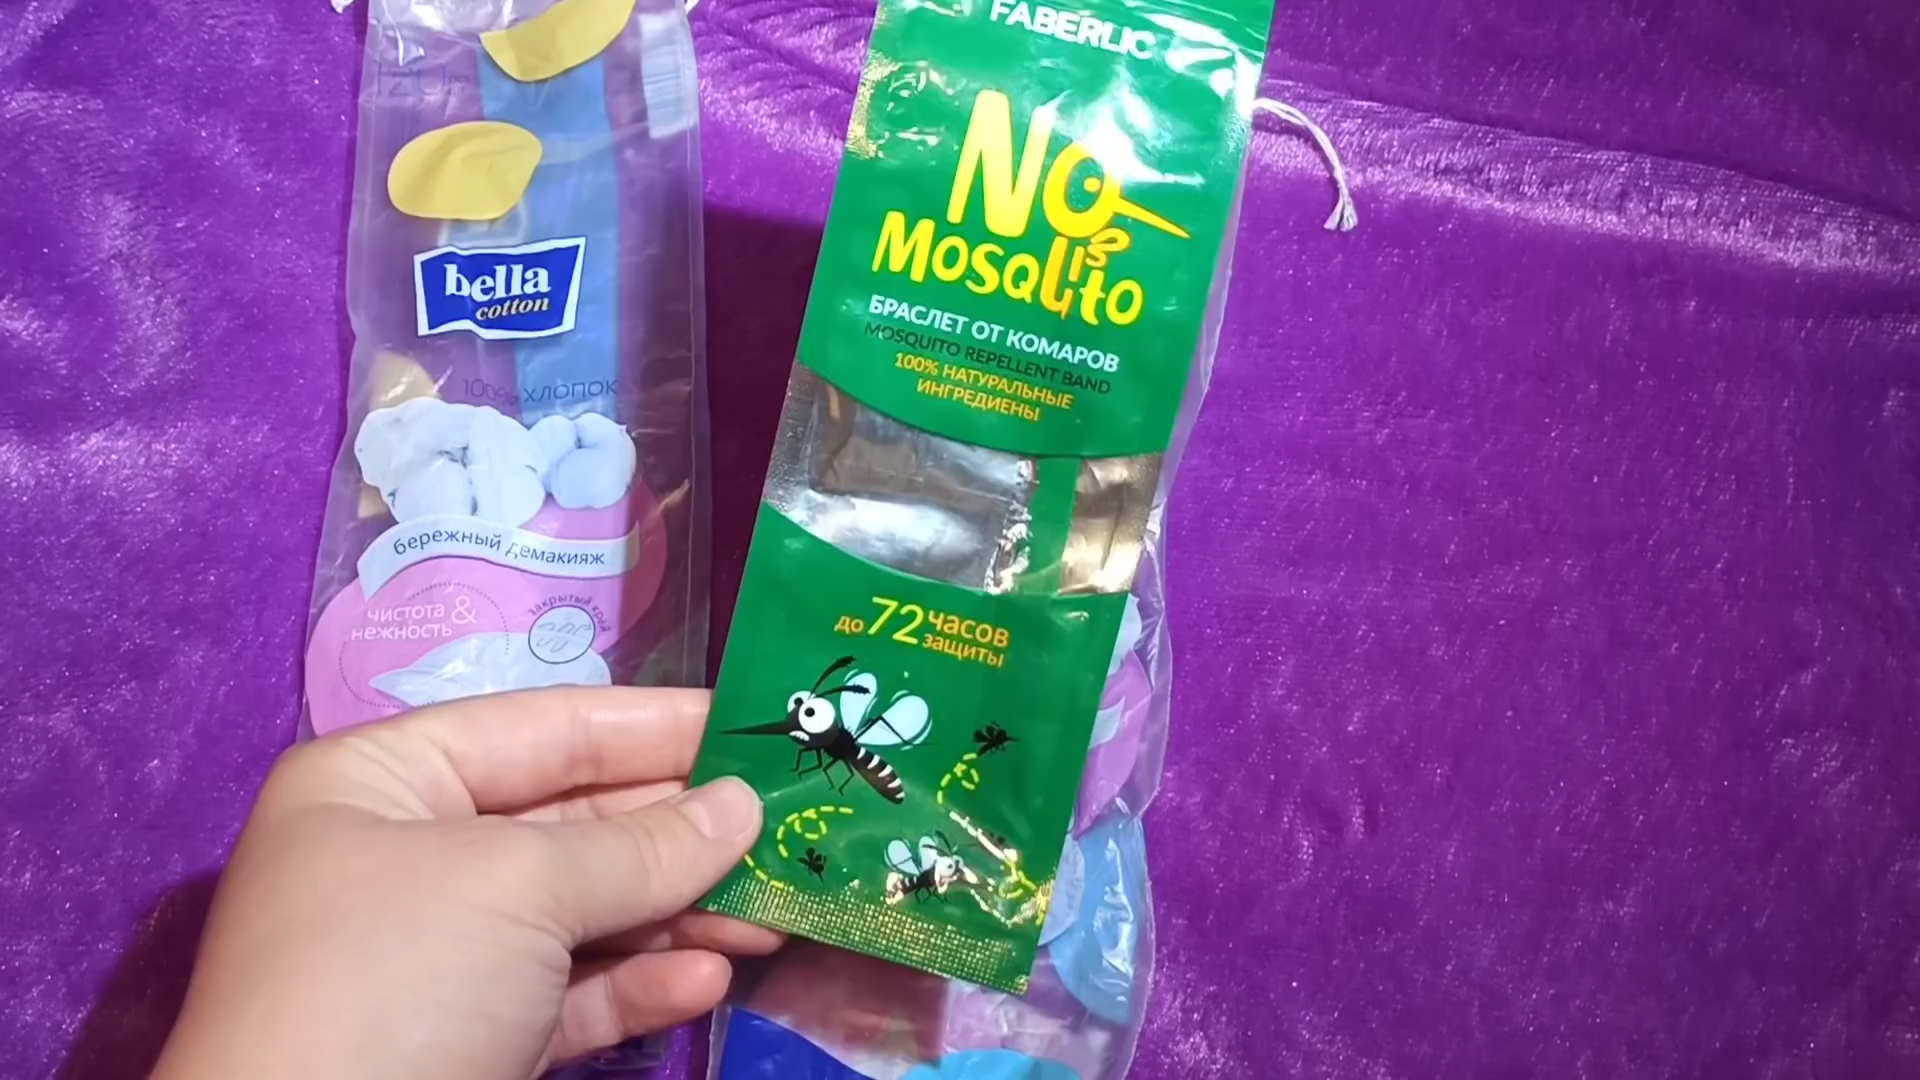 bella
cotton
100% хлопок
бережный демакияж
чистота &
нежность
закрытый край
FABERLIC
NO
Mosquito
БРАСЛЕТ ОТ КОМАРОВ
MOSQUITO REPELLENT BAND
100% НАТУРАЛЬНЫЕ
ИНГРЕДИЕНЫ
до 72 часов
защиты